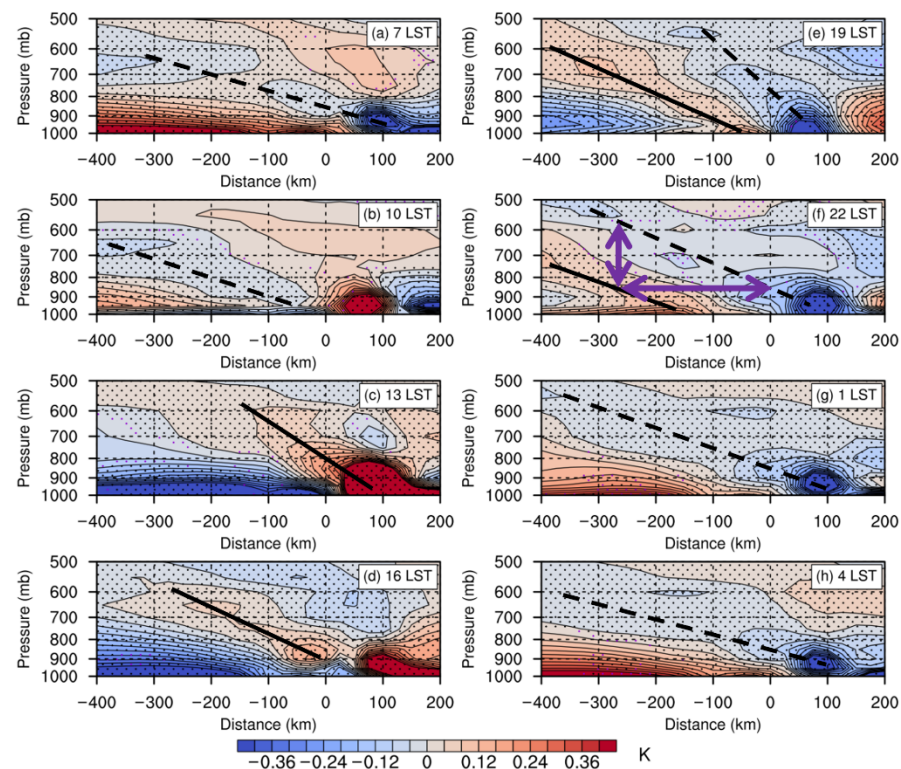 (a) 7 LST
Pressure (mb)
500
600
700
800
900
1000
−400 −300 −200 −100 0 100 200
Distance (km)
(e) 19 LST
Pressure (mb)
500
600
700
800
900
1000
−400 −300 −200 −100 0 100 200
Distance (km)
(b) 10 LST
Pressure (mb)
500
600
700
800
900
1000
−400 −300 −200 −100 0 100 200
Distance (km)
(f) 22 LST
Pressure (mb)
500
600
700
800
900
1000
−400 −300 −200 −100 0 100 200
Distance (km)
(c) 13 LST
Pressure (mb)
500
600
700
800
900
1000
−400 −300 −200 −100 0 100 200
Distance (km)
(g) 1 LST
Pressure (mb)
500
600
700
800
900
1000
−400 −300 −200 −100 0 100 200
Distance (km)
(d) 16 LST
Pressure (mb)
500
600
700
800
900
1000
−400 −300 −200 −100 0 100 200
Distance (km)
(h) 4 LST
Pressure (mb)
500
600
700
800
900
1000
−400 −300 −200 −100 0 100 200
Distance (km)
−0.36 −0.24 −0.12 0 0.12 0.24 0.36 K